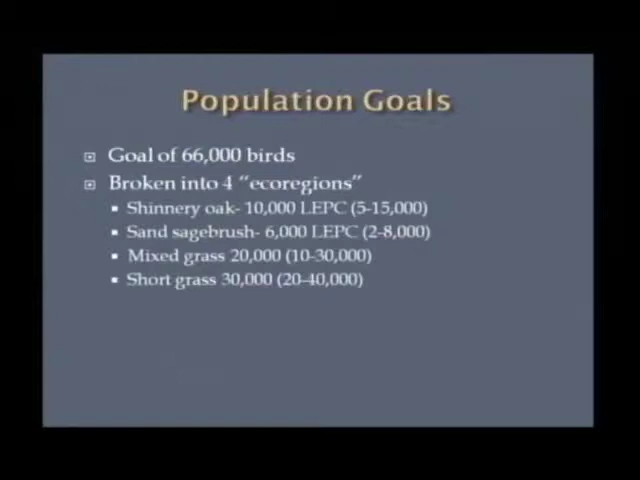 Population Goals
Goal of 66,000 birds
Broken into 4 “ecoregions”
Shinnery oak- 10,000 LEPC (5-15,000)
Sand sagebrush- 6,000 LEPC (2-8,000)
Mixed grass 20,000 (10-30,000)
Short grass 30,000 (20-40,000)